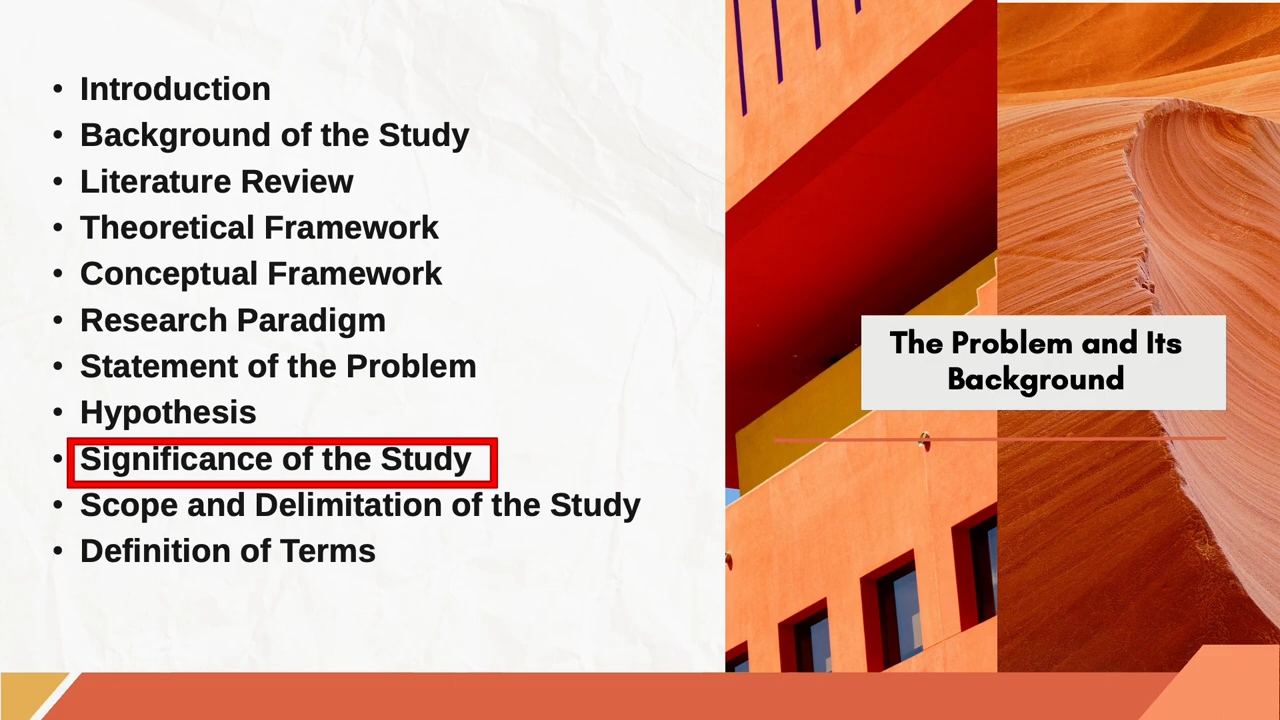 • Introduction
• Background of the Study
• Literature Review
• Theoretical Framework
• Conceptual Framework
• Research Paradigm
• Statement of the Problem
• Hypothesis
• Significance of the Study
• Scope and Delimitation of the Study
• Definition of Terms
The Problem and Its
Background